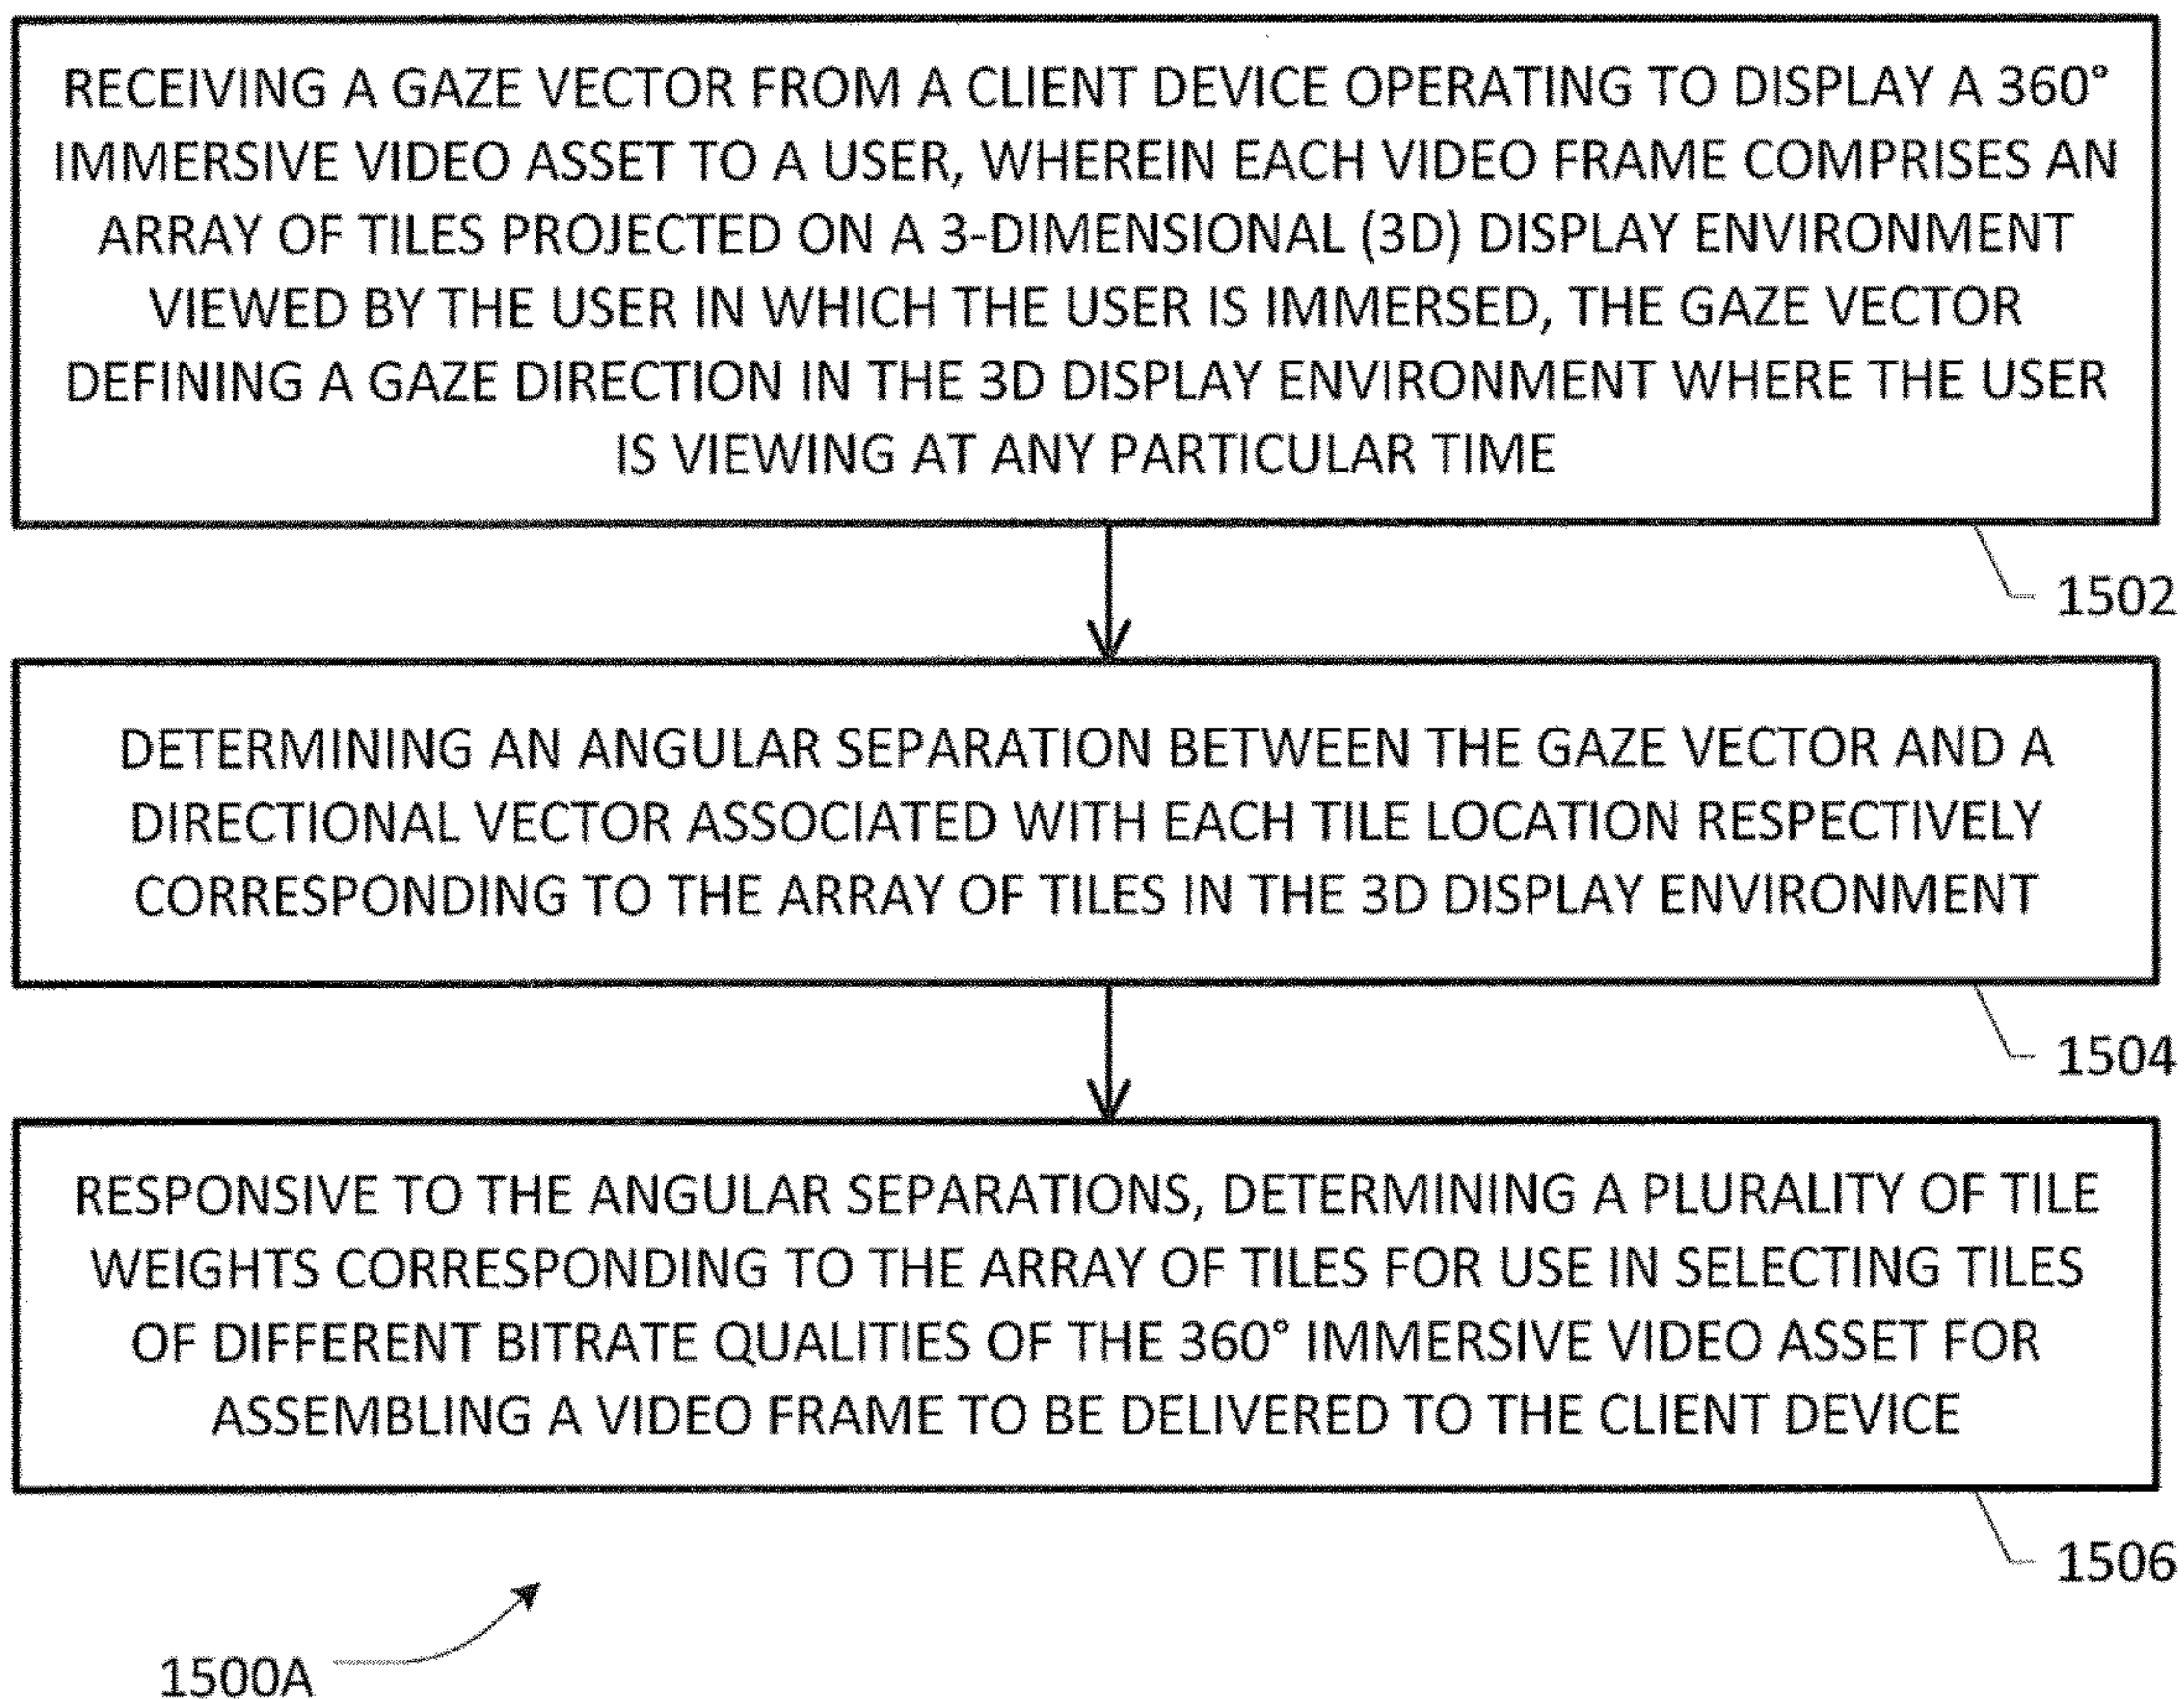 RECEIVING A GAZE VECTOR FROM A CLIENT DEVICE OPERATING TO DISPLAY A 360°
IMMERSIVE VIDEO ASSET TO A USER, WHEREIN EACH VIDEO FRAME COMPRISES AN
ARRAY OF TILES PROJECTED ON A 3-DIMENSIONAL (3D) DISPLAY ENVIRONMENT
VIEWED BY THE USER IN WHICH THE USER IS IMMERSED, THE GAZE VECTOR
DEFINING A GAZE DIRECTION IN THE 3D DISPLAY ENVIRONMENT WHERE THE USER
IS VIEWING AT ANY PARTICULAR TIME
1502
DETERMINING AN ANGULAR SEPARATION BETWEEN THE GAZE VECTOR AND A
DIRECTIONAL VECTOR ASSOCIATED WITH EACH TILE LOCATION RESPECTIVELY
CORRESPONDING TO THE ARRAY OF TILES IN THE 3D DISPLAY ENVIRONMENT
1504
RESPONSIVE TO THE ANGULAR SEPARATIONS, DETERMINING A PLURALITY OF TILE
WEIGHTS CORRESPONDING TO THE ARRAY OF TILES FOR USE IN SELECTING TILES
OF DIFFERENT BITRATE QUALITIES OF THE 360° IMMERSIVE VIDEO ASSET FOR
ASSEMBLING A VIDEO FRAME TO BE DELIVERED TO THE CLIENT DEVICE
1506
1500A